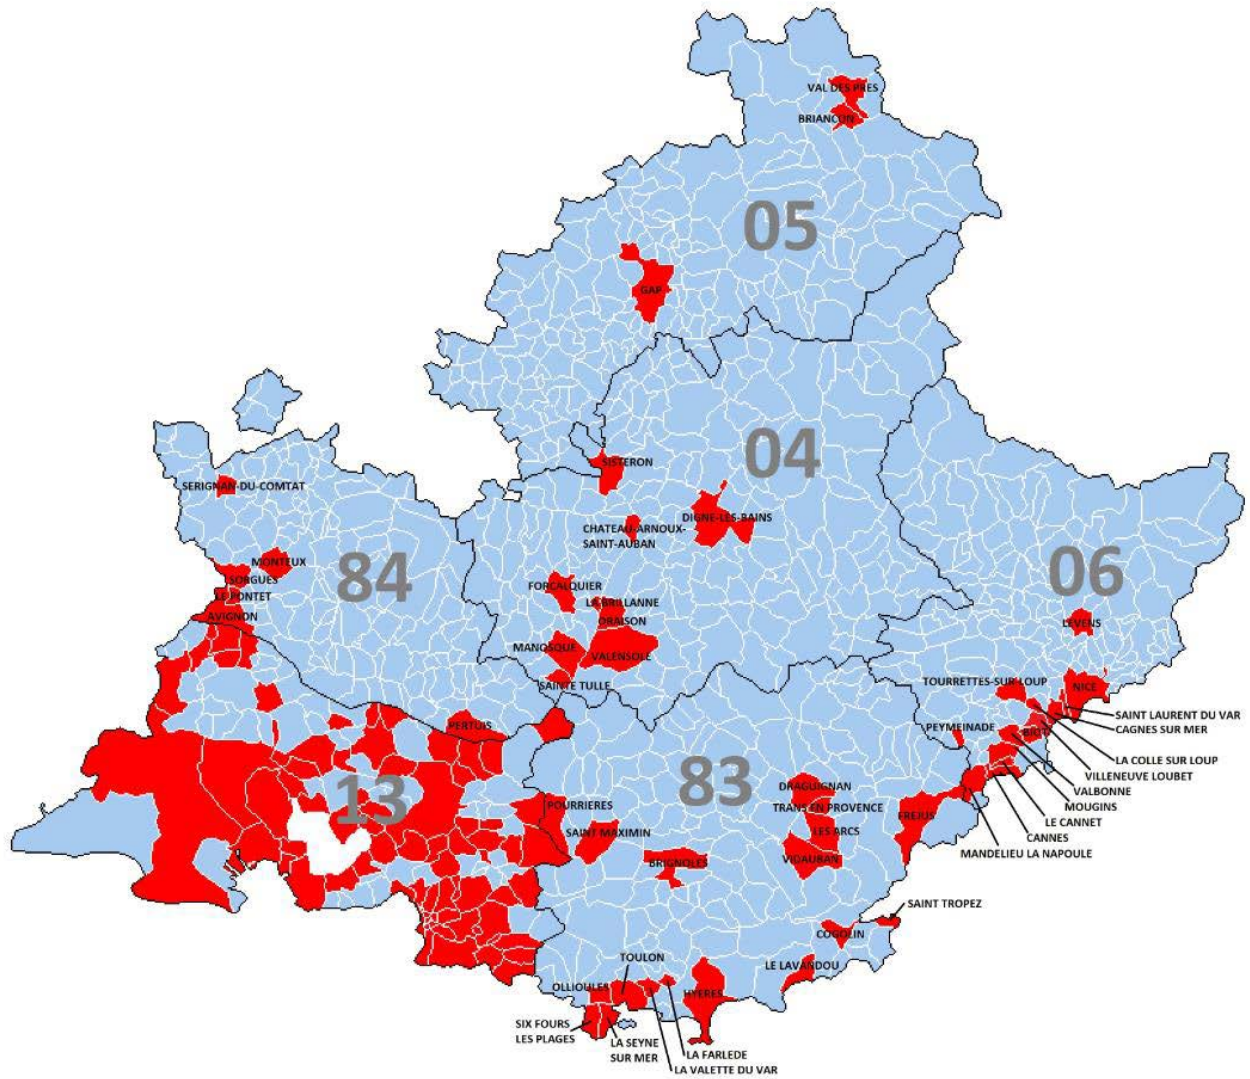 VAL DES PRES
BRIANCON
05
GAP
04
SISTERON
SERIGNAN-DU-COMTAT
DIGNE-LES-BAINS
CHATEAU-ARNOUX-
SAINT-AUBAN
MONTEUX
84
06
SORGUES
FORCALQUIER
LE PONTET
LA BRILLANNE
AVIGNON
ORAISON
LEVENS
MANOSQUE
VALENSOLE
TOURRETTES-SUR LOUP
NICE
SAINTE TULLE
PERTUIS
SAINT LAURENT DU VAR
PEYMEINADE
CAGNES SUR MER
BIOT
LA COLLE SUR LOUP
83
VILLENEUVE LOUBET
DRAGUIGNAN
VALBONNE
13
POURRIERES
TRANS EN PROVENCE
MOUGINS
FREJUS
LE CANNET
SAINT MAXIMIN
LES ARCS
CANNES
BRIGNOLES
VIDAUBAN
MANDELIEU LA NAPOULE
SAINT TROPEZ
COGOLIN
TOULON
LE LAVANDOU
OLLIOULES
HYERES
SIX FOURS
LES PLAGES
LA SEYNE
SUR MER
LA FARLEDE
LA VALETTE DU VAR